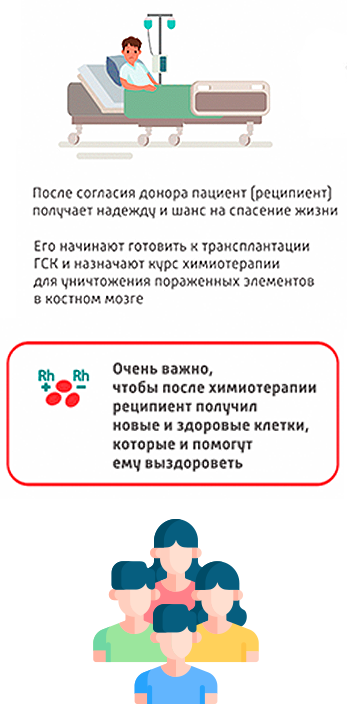 После согласия донора пациент (реципиент)
получает надежду и шанс на спасение жизни
Его начинают готовить к трансплантации
ГСК и назначают курс химиотерапии
для уничтожения пораженных элементов
в костном мозге
Rh Rh
+ -
Очень важно,
чтобы после химиотерапии
реципиент получил
новые и здоровые клетки,
которые и помогут
ему выздороветь